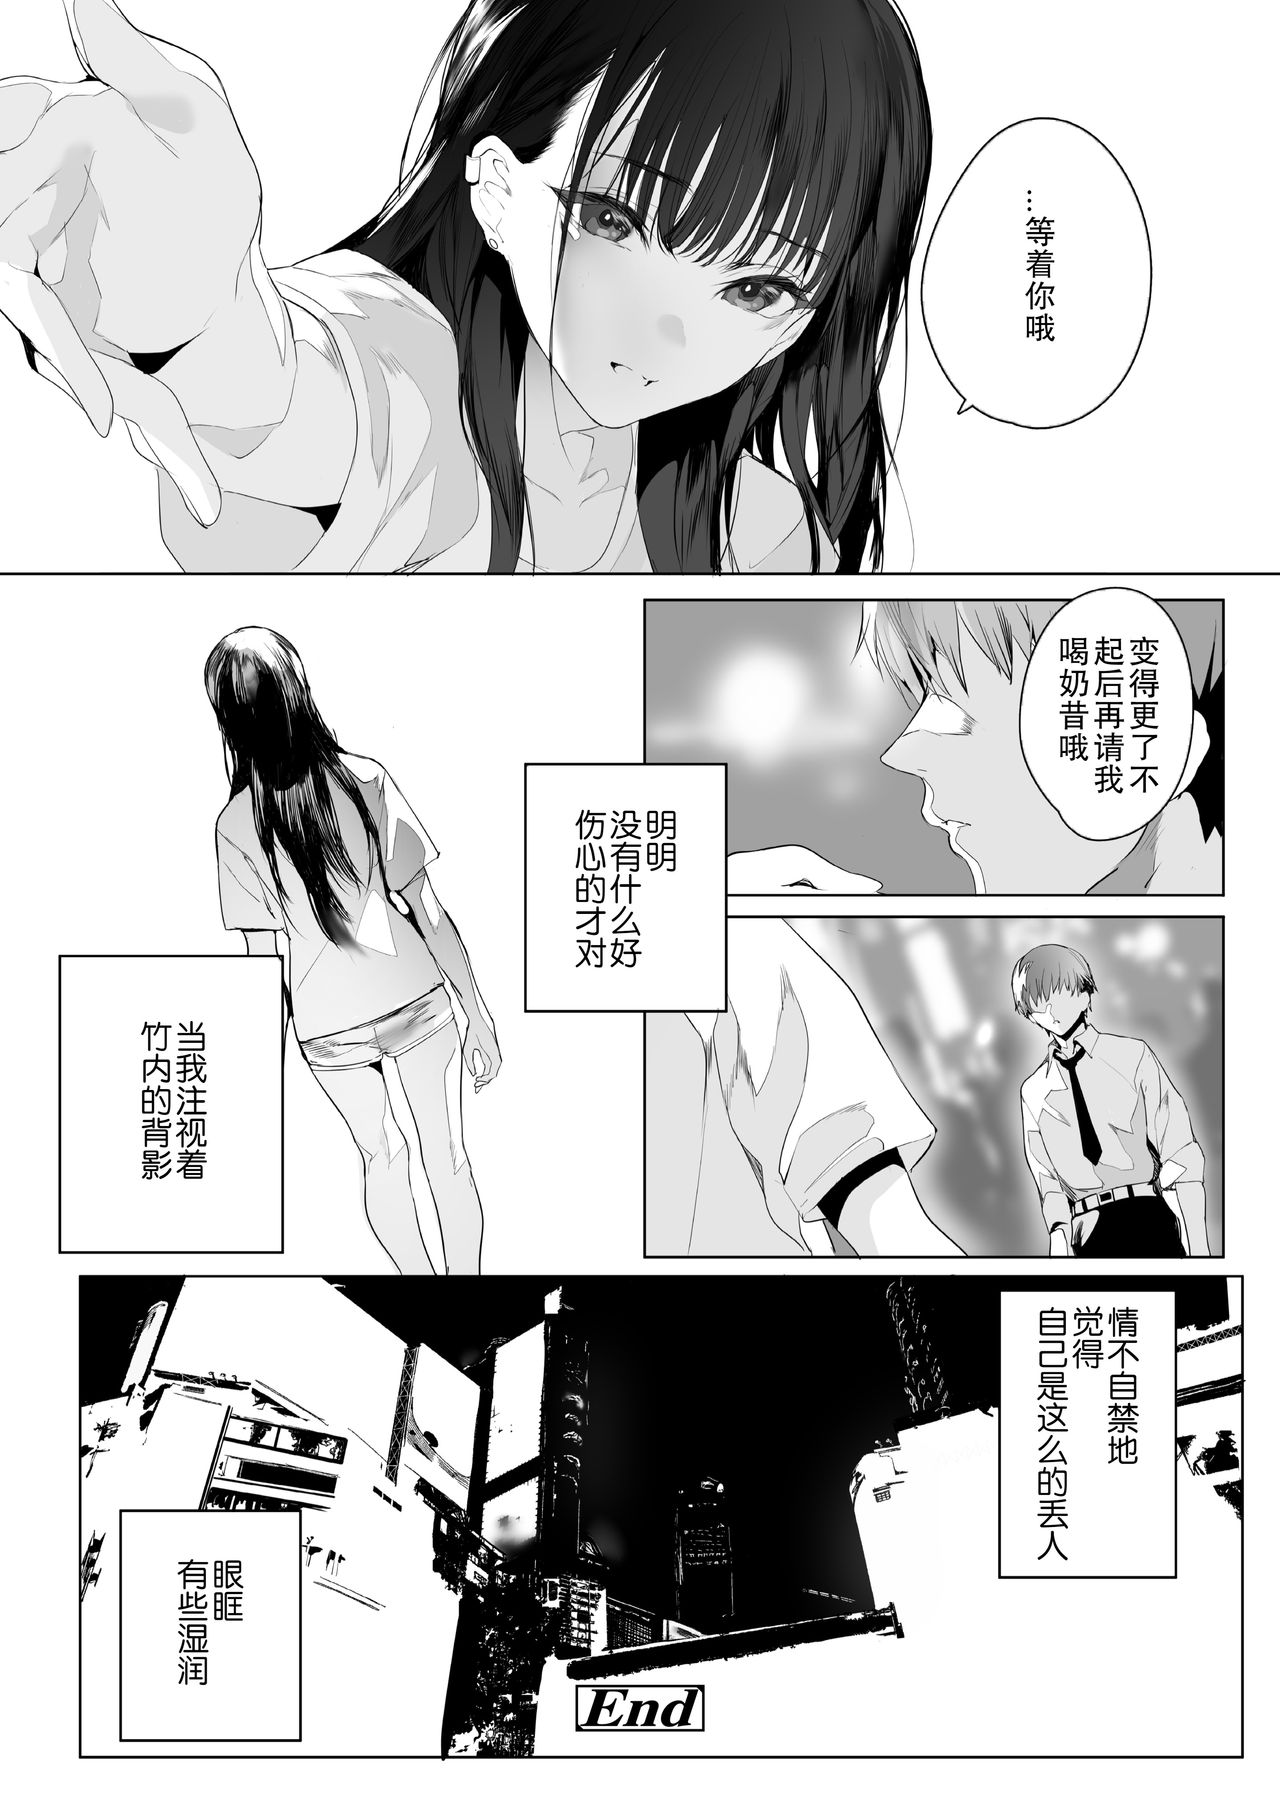 …等着你哦
变得更了不
起后再请我
喝奶昔哦
明明
没有什么好
伤心的才对
当我注视着
竹内的背影
情不自禁地
觉得
自己是这么的丢人
眼眶
有些湿润
End